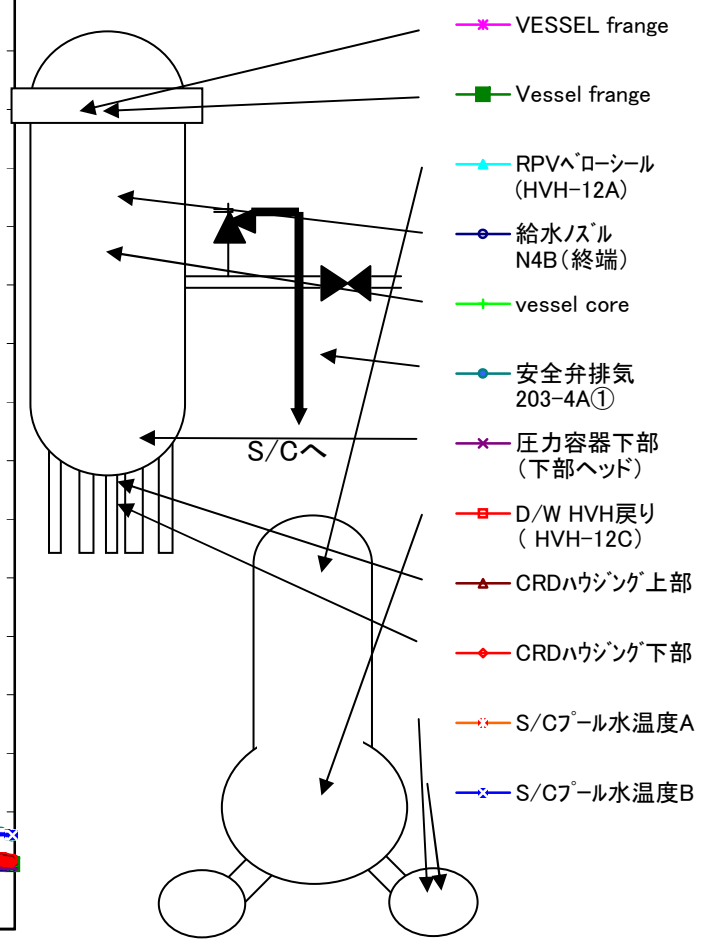 VESSEL frange
Vessel frange
RPVベローシール
(HVH-12A)
給水ノズル
N4B(終端)
vessel core
安全弁排気
203-4A①
圧力容器下部
(下部ヘッド)
S/Cへ
D/W HVH戻り
( HVH-12C)
CRDハウジング上部
CRDハウジング下部
S/Cプール水温度A
S/Cプール水温度B